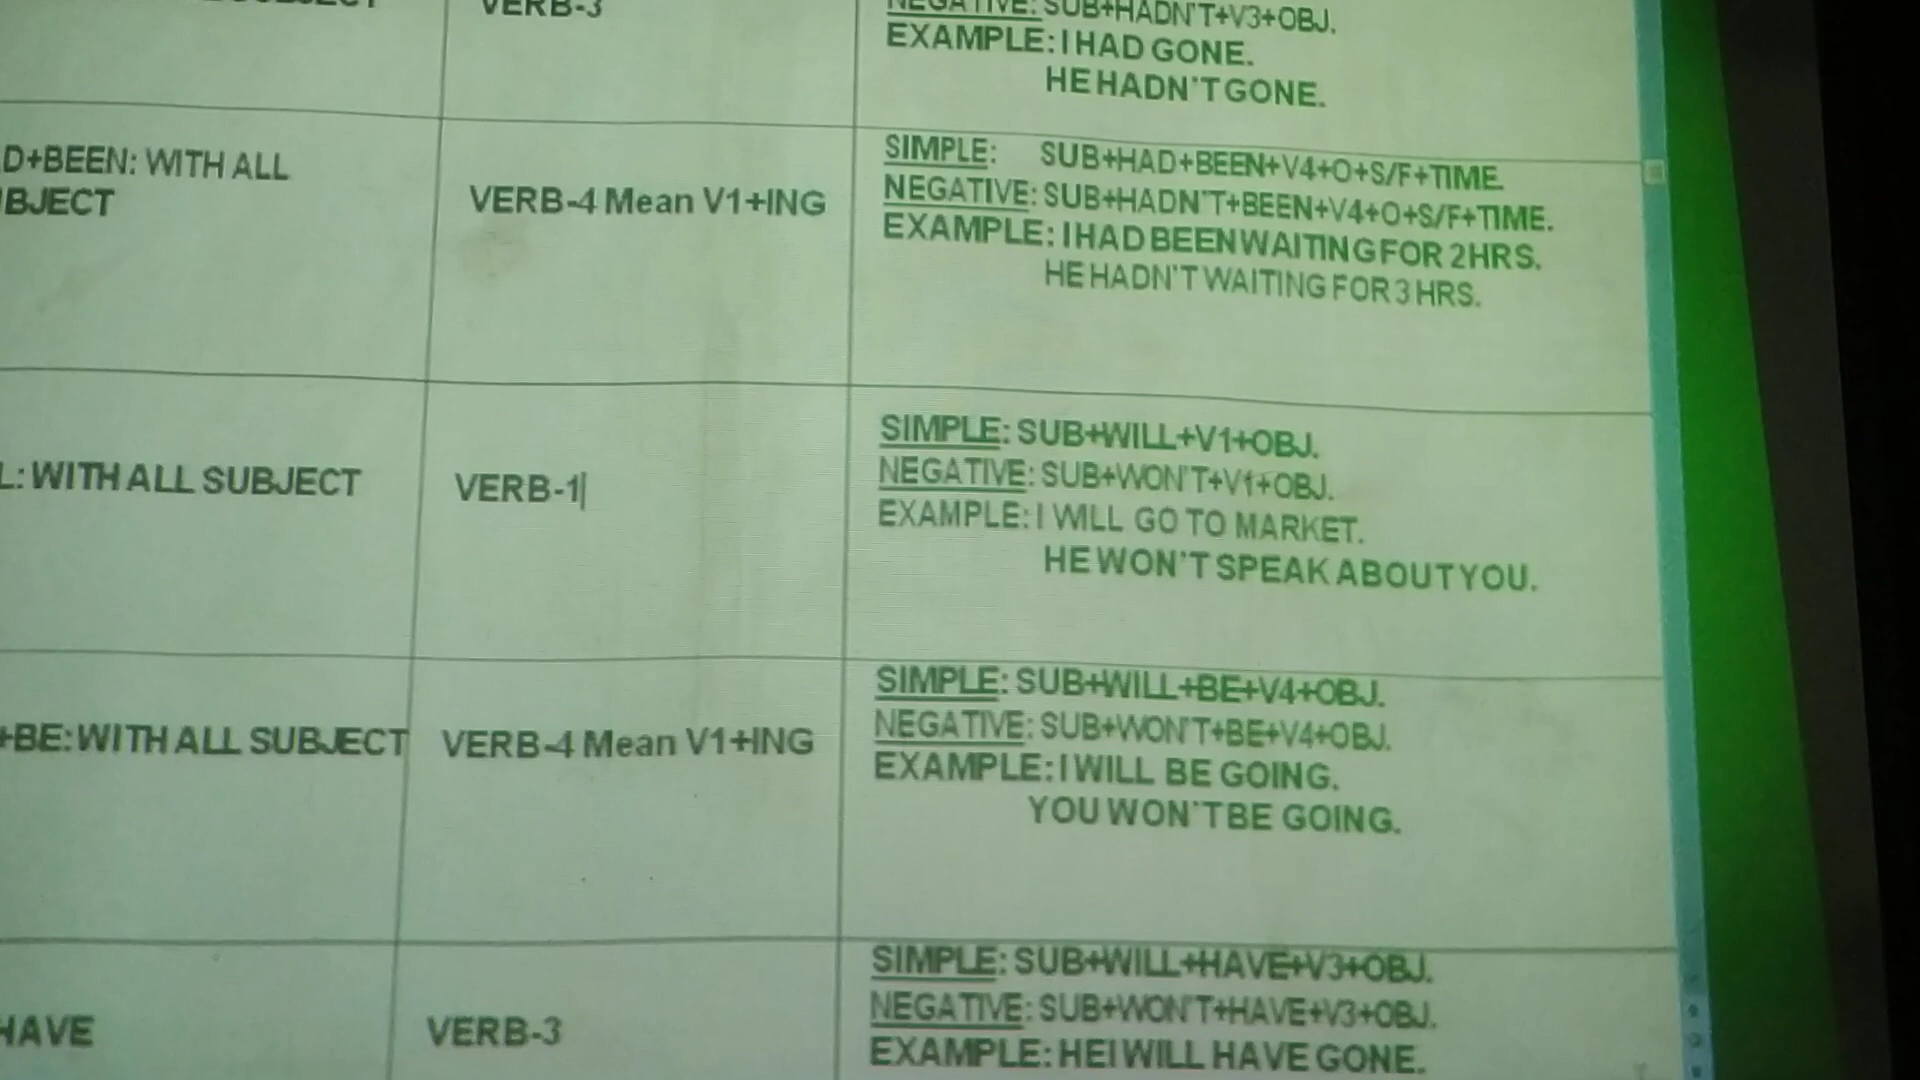 VERB-3
NEGATIVE: SUB+HADN'T+V3+OBJ.
EXAMPLE: I HAD GONE.
HE HADN'T GONE.
D+BEEN: WITH ALL
BJECT
VERB-4 Mean V1+ING
SIMPLE: SUB+HAD+BEEN+V4+O+S/F+TIME.
NEGATIVE: SUB+HADN'T+BEEN+V4+O+S/F+TIME.
EXAMPLE: I HAD BEEN WAITING FOR 2HRS.
HE HADN'T WAITING FOR 3 HRS.
L: WITH ALL SUBJECT
VERB-1
SIMPLE: SUB+WILL+V1+OBJ.
NEGATIVE: SUB+WON'T+V1+OBJ.
EXAMPLE: I WILL GO TO MARKET.
HE WON'T SPEAK ABOUT YOU.
+BE: WITH ALL SUBJECT
VERB-4 Mean V1+ING
SIMPLE: SUB+WILL+BE+V4+OBJ.
NEGATIVE: SUB+WON'T+BE+V4+OBJ.
EXAMPLE: I WILL BE GOING.
YOU WON'T BE GOING.
HAVE
VERB-3
SIMPLE: SUB+WILL+HAVE+V3+OBJ.
NEGATIVE: SUB+WON'T+HAVE+V3+OBJ.
EXAMPLE: HEI WILL HAVE GONE.